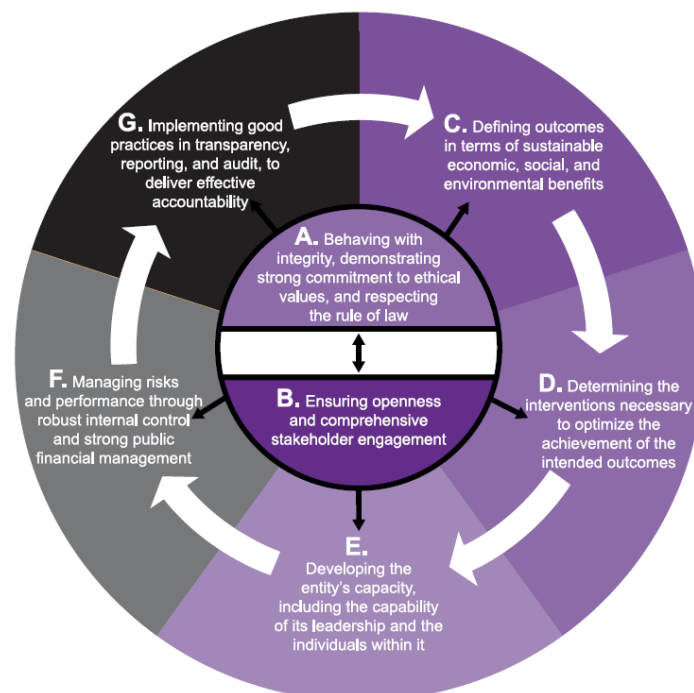 G. Implementing good
practices in transparency,
reporting, and audit, to
deliver effective
accountability
C. Defining outcomes
in terms of sustainable
economic, social, and
environmental benefits
A. Behaving with
integrity, demonstrating
strong commitment to ethical
values, and respecting
the rule of law
B. Ensuring openness
and comprehensive
stakeholder engagement
F. Managing risks
and performance through
robust internal control
and strong public
financial management
D. Determining the
interventions necessary
to optimize the
achievement of the
intended outcomes
E.
Developing the
entity's capacity,
including the capability
of its leadership and the
individuals within it